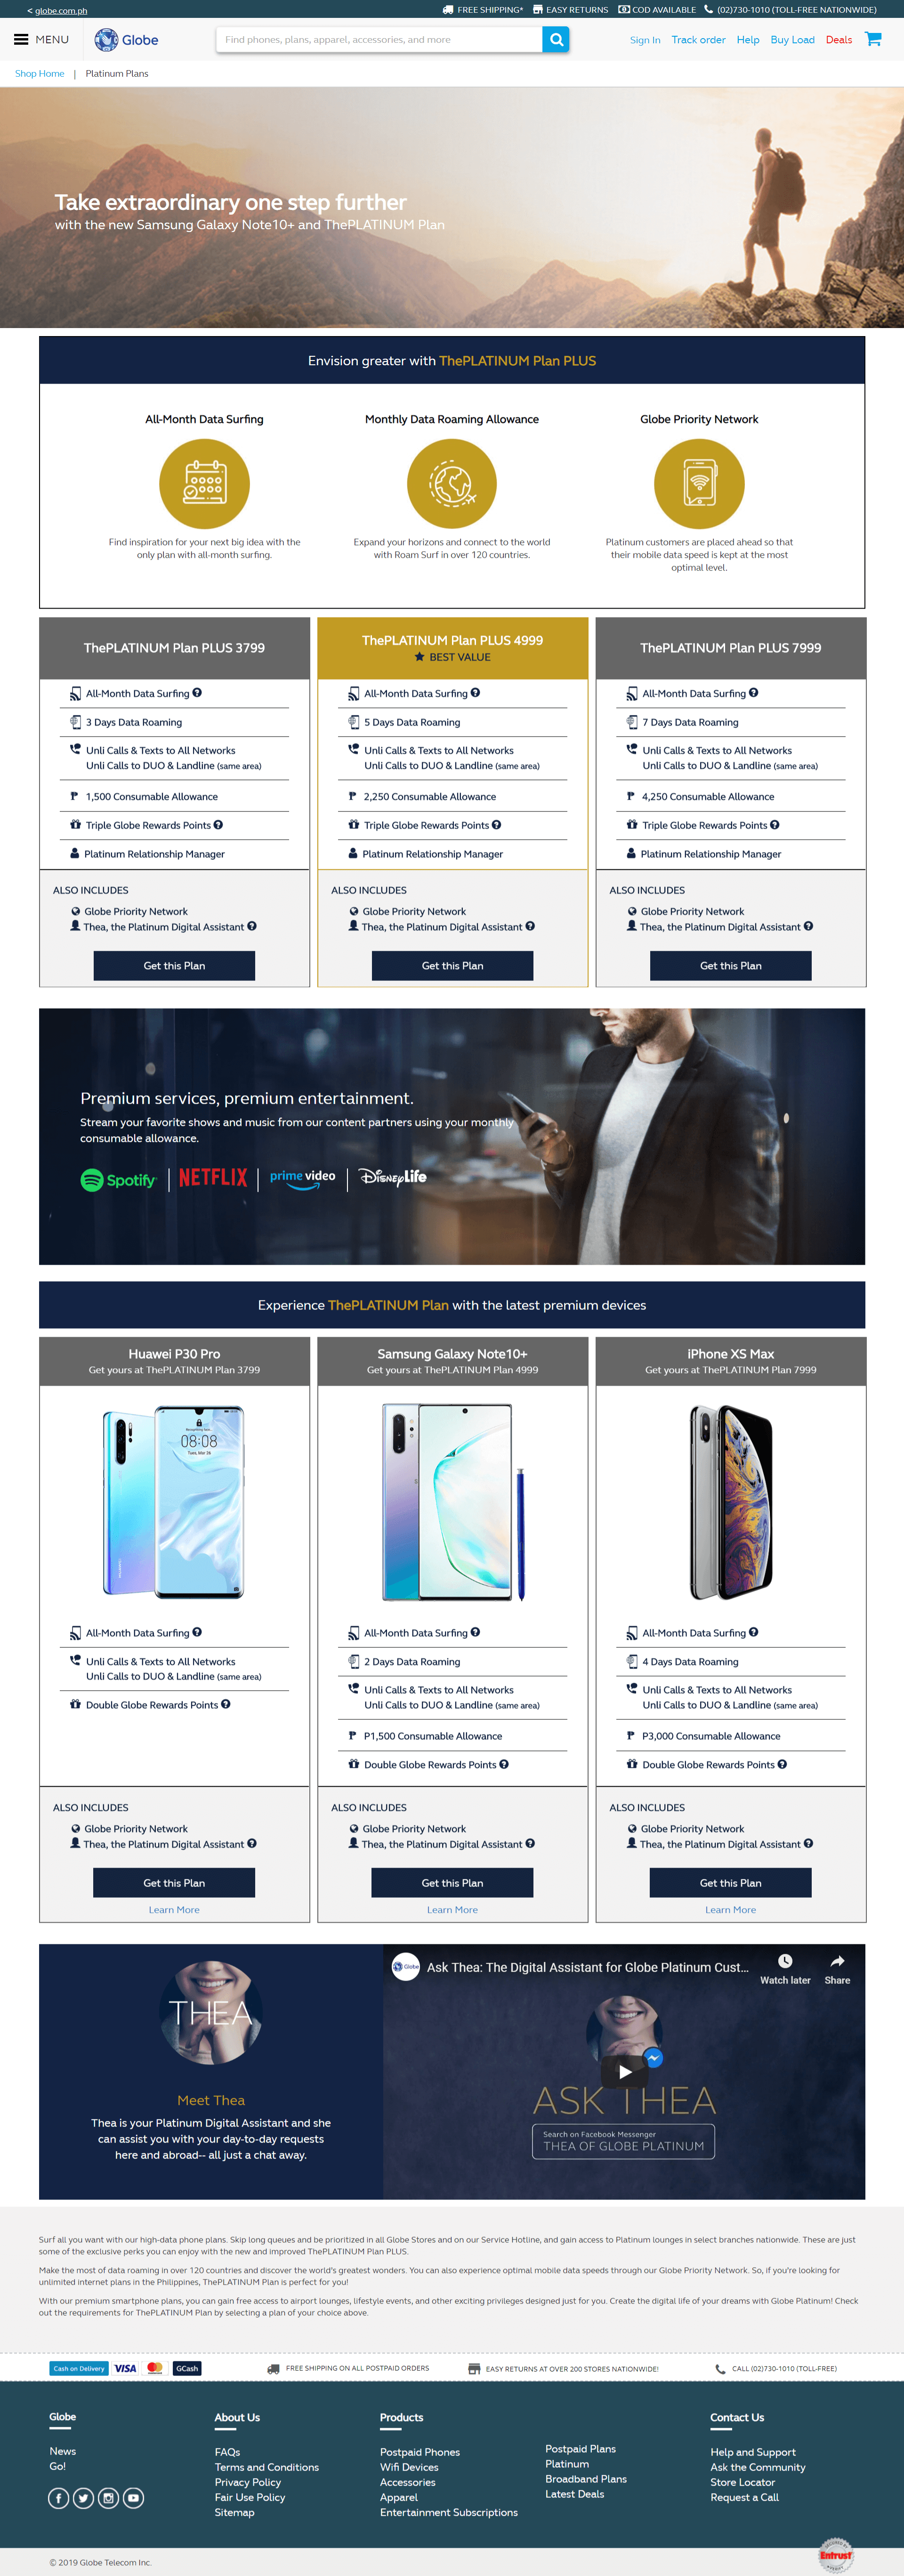 < globe.com.ph
FREE SHIPPING* EASY RETURNS COD AVAILABLE (02)730-1010 (TOLL-FREE NATIONWIDE)
MENU Globe Find phones, plans, apparel, accessories, and more Sign In Track order Help Buy Load Deals
Shop Home | Platinum Plans
Take extraordinary one step further
with the new Samsung Galaxy Note10+ and ThePLATINUM Plan
Envision greater with ThePLATINUM Plan PLUS
All-Month Data Surfing
Find inspiration for your next big idea with the
only plan with all-month surfing.
Monthly Data Roaming Allowance
Expand your horizons and connect to the world
with Roam Surf in over 120 countries.
Globe Priority Network
Platinum customers are placed ahead so that
their mobile data speed is kept at the most
optimal level.
ThePLATINUM Plan PLUS 3799
All-Month Data Surfing ?
3 Days Data Roaming
Unli Calls & Texts to All Networks
Unli Calls to DUO & Landline (same area)
₱ 1,500 Consumable Allowance
Triple Globe Rewards Points ?
Platinum Relationship Manager
ALSO INCLUDES
Globe Priority Network
Thea, the Platinum Digital Assistant ?
Get this Plan
ThePLATINUM Plan PLUS 4999
★ BEST VALUE
All-Month Data Surfing ?
5 Days Data Roaming
Unli Calls & Texts to All Networks
Unli Calls to DUO & Landline (same area)
₱ 2,250 Consumable Allowance
Triple Globe Rewards Points ?
Platinum Relationship Manager
ALSO INCLUDES
Globe Priority Network
Thea, the Platinum Digital Assistant ?
Get this Plan
ThePLATINUM Plan PLUS 7999
All-Month Data Surfing ?
7 Days Data Roaming
Unli Calls & Texts to All Networks
Unli Calls to DUO & Landline (same area)
₱ 4,250 Consumable Allowance
Triple Globe Rewards Points ?
Platinum Relationship Manager
ALSO INCLUDES
Globe Priority Network
Thea, the Platinum Digital Assistant ?
Get this Plan
Premium services, premium entertainment.
Stream your favorite shows and music from our content partners using your monthly
consumable allowance.
Spotify NETFLIX prime video DisneyLife
Experience ThePLATINUM Plan with the latest premium devices
Huawei P30 Pro
Get yours at ThePLATINUM Plan 3799
08:08
All-Month Data Surfing ?
Unli Calls & Texts to All Networks
Unli Calls to DUO & Landline (same area)
Double Globe Rewards Points ?
ALSO INCLUDES
Globe Priority Network
Thea, the Platinum Digital Assistant ?
Get this Plan
Learn More
Samsung Galaxy Note10+
Get yours at ThePLATINUM Plan 4999
All-Month Data Surfing ?
2 Days Data Roaming
Unli Calls & Texts to All Networks
Unli Calls to DUO & Landline (same area)
₱ P1,500 Consumable Allowance
Double Globe Rewards Points ?
ALSO INCLUDES
Globe Priority Network
Thea, the Platinum Digital Assistant ?
Get this Plan
Learn More
iPhone XS Max
Get yours at ThePLATINUM Plan 7999
All-Month Data Surfing ?
4 Days Data Roaming
Unli Calls & Texts to All Networks
Unli Calls to DUO & Landline (same area)
₱ P3,000 Consumable Allowance
Double Globe Rewards Points ?
ALSO INCLUDES
Globe Priority Network
Thea, the Platinum Digital Assistant ?
Get this Plan
Learn More
THEA
Meet Thea
Thea is your Platinum Digital Assistant and she
can assist you with your day-to-day requests
here and abroad-- all just a chat away.
Globe Ask Thea: The Digital Assistant for Globe Platinum Cust...
Watch later Share
ASK THEA
Search on Facebook Messenger
THEA OF GLOBE PLATINUM
Surf all you want with our high-data phone plans. Skip long queues and be prioritized in all Globe Stores and on our Service Hotline, and gain access to Platinum lounges in select branches nationwide. These are just
some of the exclusive perks you can enjoy with the new and improved ThePLATINUM Plan PLUS.
Make the most of data roaming in over 120 countries and discover the world's greatest wonders. You can also experience optimal mobile data speeds through our Globe Priority Network. So, if you're looking for
unlimited internet plans in the Philippines, ThePLATINUM Plan is perfect for you!
With our premium smartphone plans, you can gain free access to airport lounges, lifestyle events, and other exciting privileges designed just for you. Create the digital life of your dreams with Globe Platinum! Check
out the requirements for ThePLATINUM Plan by selecting a plan of your choice above.
Cash on Delivery VISA mastercard GCash FREE SHIPPING ON ALL POSTPAID ORDERS EASY RETURNS AT OVER 200 STORES NATIONWIDE! CALL (02)730-1010 (TOLL-FREE)
Globe
News
Go!
About Us
FAQs
Terms and Conditions
Privacy Policy
Fair Use Policy
Sitemap
Products
Postpaid Phones
Wifi Devices
Accessories
Apparel
Entertainment Subscriptions
Postpaid Plans
Platinum
Broadband Plans
Latest Deals
Contact Us
Help and Support
Ask the Community
Store Locator
Request a Call
© 2019 Globe Telecom Inc.
Entrust